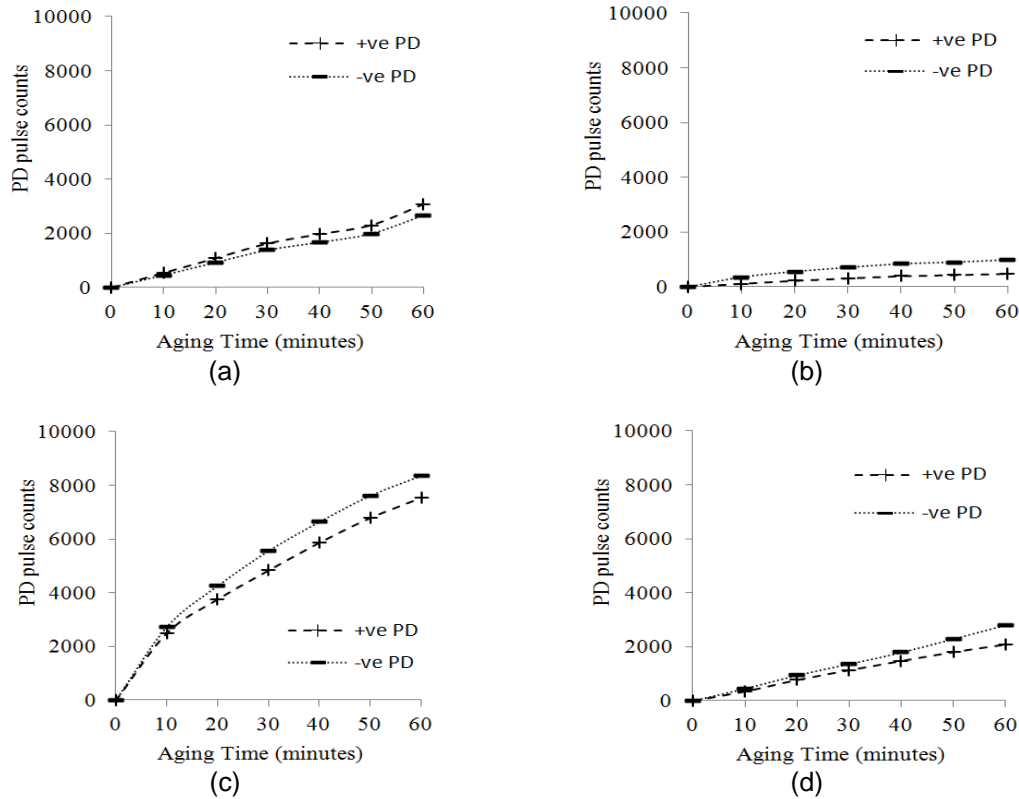 10000
8000
6000
4000
2000
0
PD pulse counts
+ve PD
-ve PD
0 10 20 30 40 50 60
Aging Time (minutes)
(a)
10000
8000
6000
4000
2000
0
PD pulse counts
+ve PD
-ve PD
0 10 20 30 40 50 60
Aging Time (minutes)
(b)
10000
8000
6000
4000
2000
0
PD pulse counts
+ve PD
-ve PD
0 10 20 30 40 50 60
Aging Time (minutes)
(c)
10000
8000
6000
4000
2000
0
PD pulse counts
+ve PD
-ve PD
0 10 20 30 40 50 60
Aging Time (minutes)
(d)